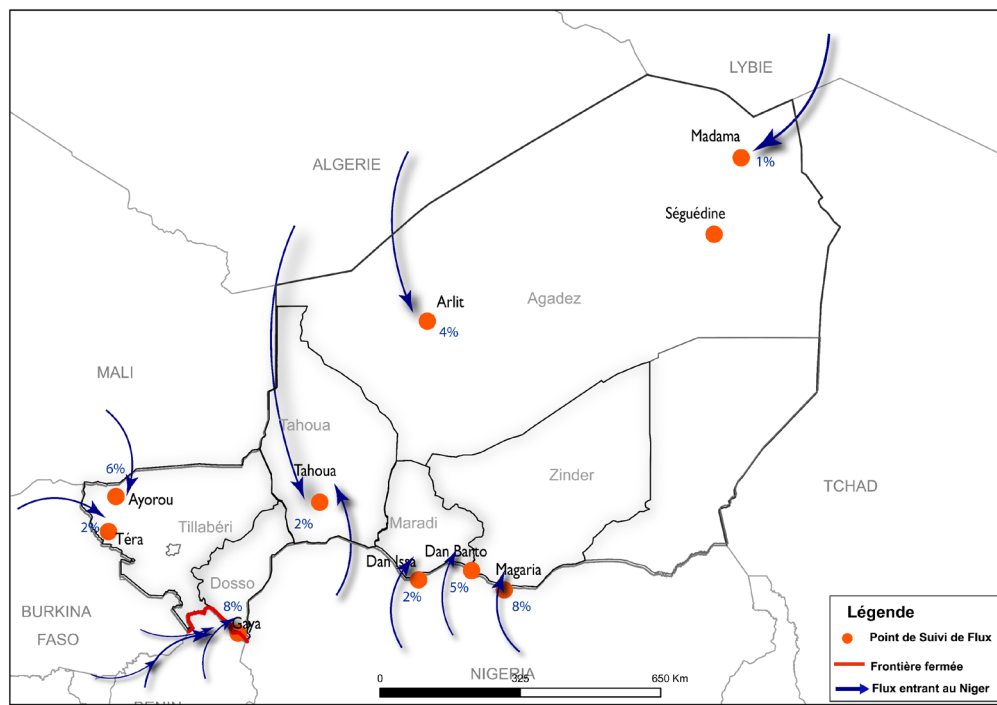 LYBIE
Madama
1%
ALGERIE
Séguédine
Arlit
Agadez
4%
MALI
Tahoua
Tahoua
6%
Ayorou
2%
Téra
Tillabéri
2%
Zinder
TCHAD
Maradi
Dan Barto
Dan Issa
Magaria
2%
5%
8%
Dosso
8%
Gaya
BURKINA
FASO
NIGERIA
BENIN
0
325
650 Km
Légende
Point de Suivi de Flux
Frontière fermée
Flux entrant au Niger